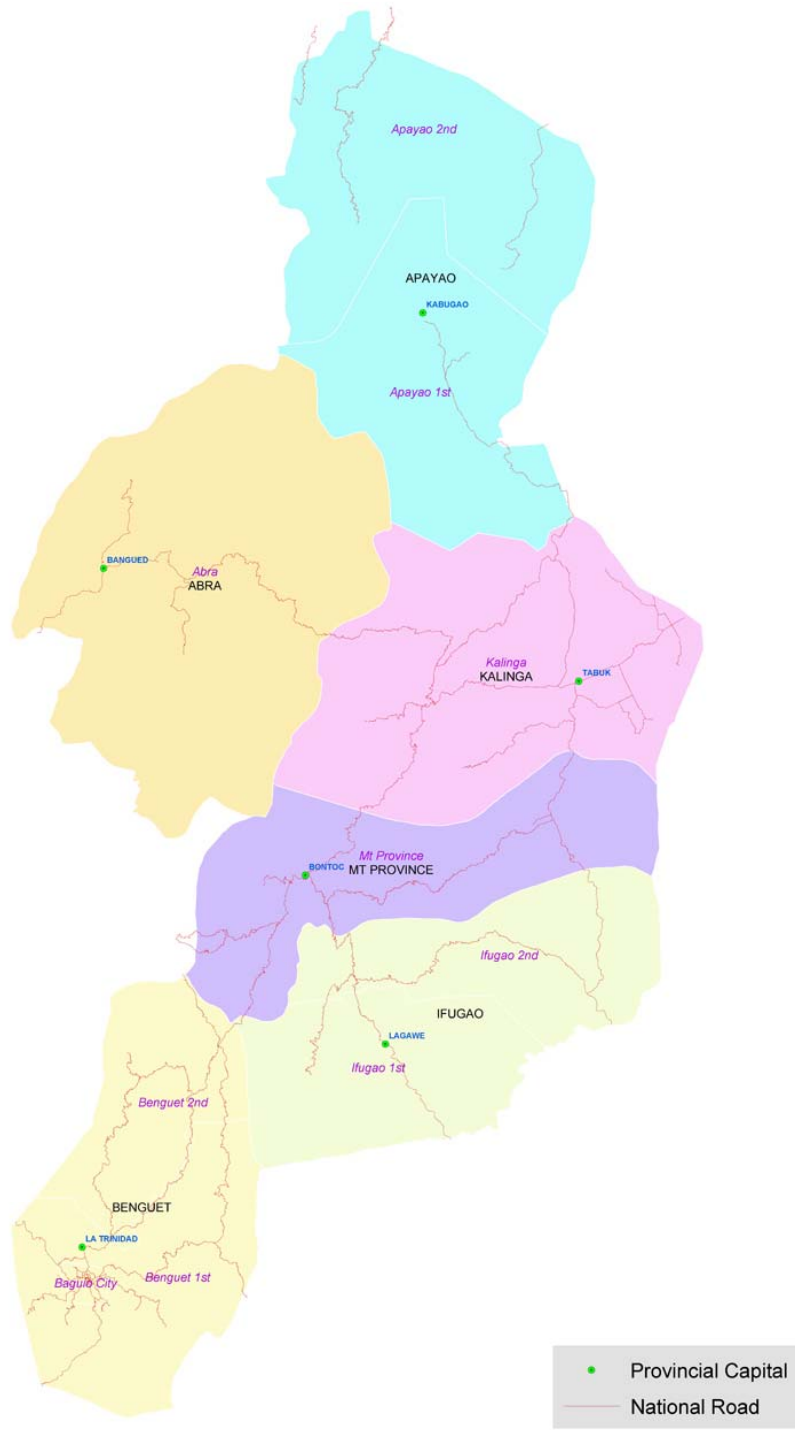 Apayao 2nd
APAYAO
KABUGAO
Apayao 1st
BANGUED
Abra
ABRA
Kalinga
KALINGA
TABUK
Mt Province
MT PROVINCE
BONTOC
Ifugao 2nd
IFUGAO
LAGAWE
Ifugao 1st
Benguet 2nd
BENGUET
LA TRINIDAD
Benguet 1st
Baguio City
Provincial Capital
National Road